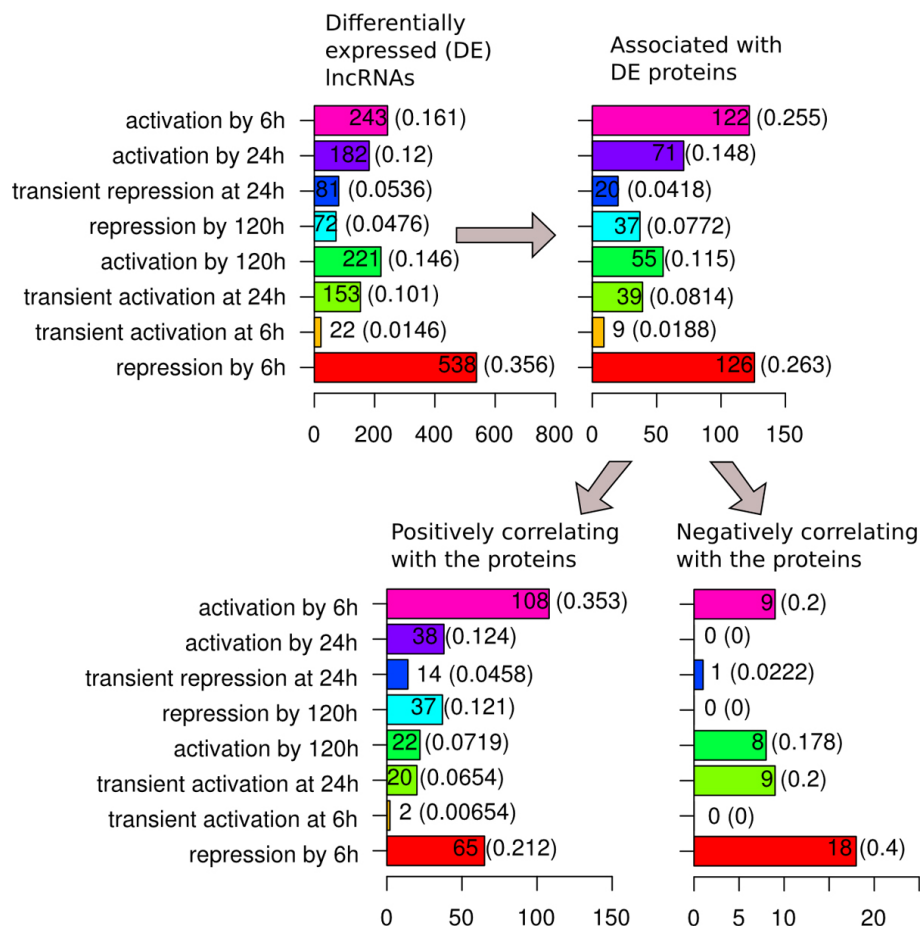 Differentially
expressed (DE)
lncRNAs
activation by 6h 243 (0.161)
activation by 24h 182 (0.12)
transient repression at 24h 81 (0.0536)
repression by 120h 72 (0.0476)
activation by 120h 221 (0.146)
transient activation at 24h 153 (0.101)
transient activation at 6h 22 (0.0146)
repression by 6h 538 (0.356)
0 200 400 600 800
Associated with
DE proteins
122 (0.255)
71 (0.148)
20 (0.0418)
37 (0.0772)
55 (0.115)
39 (0.0814)
9 (0.0188)
126 (0.263)
0 50 100 150
Positively correlating
with the proteins
activation by 6h 108 (0.353)
activation by 24h 38 (0.124)
transient repression at 24h 14 (0.0458)
repression by 120h 37 (0.121)
activation by 120h 22 (0.0719)
transient activation at 24h 20 (0.0654)
transient activation at 6h 2 (0.00654)
repression by 6h 65 (0.212)
0 50 100 150
Negatively correlating
with the proteins
9 (0.2)
0 (0)
1 (0.0222)
0 (0)
8 (0.178)
9 (0.2)
0 (0)
18 (0.4)
0 5 10 20